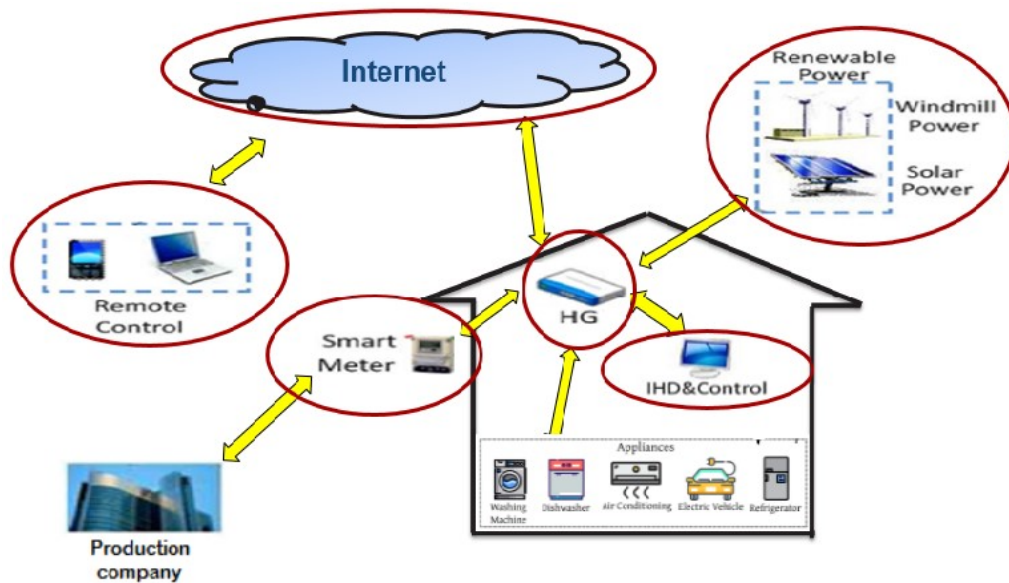 Internet
Renewable
Power
Windmill
Power
Solar
Power
Remote
Control
HG
Smart
Meter
IHD&Control
Appliances
Washing
Machine
Dishwasher
air Conditioning
Electric Vehicle
Refrigerator
Production
company